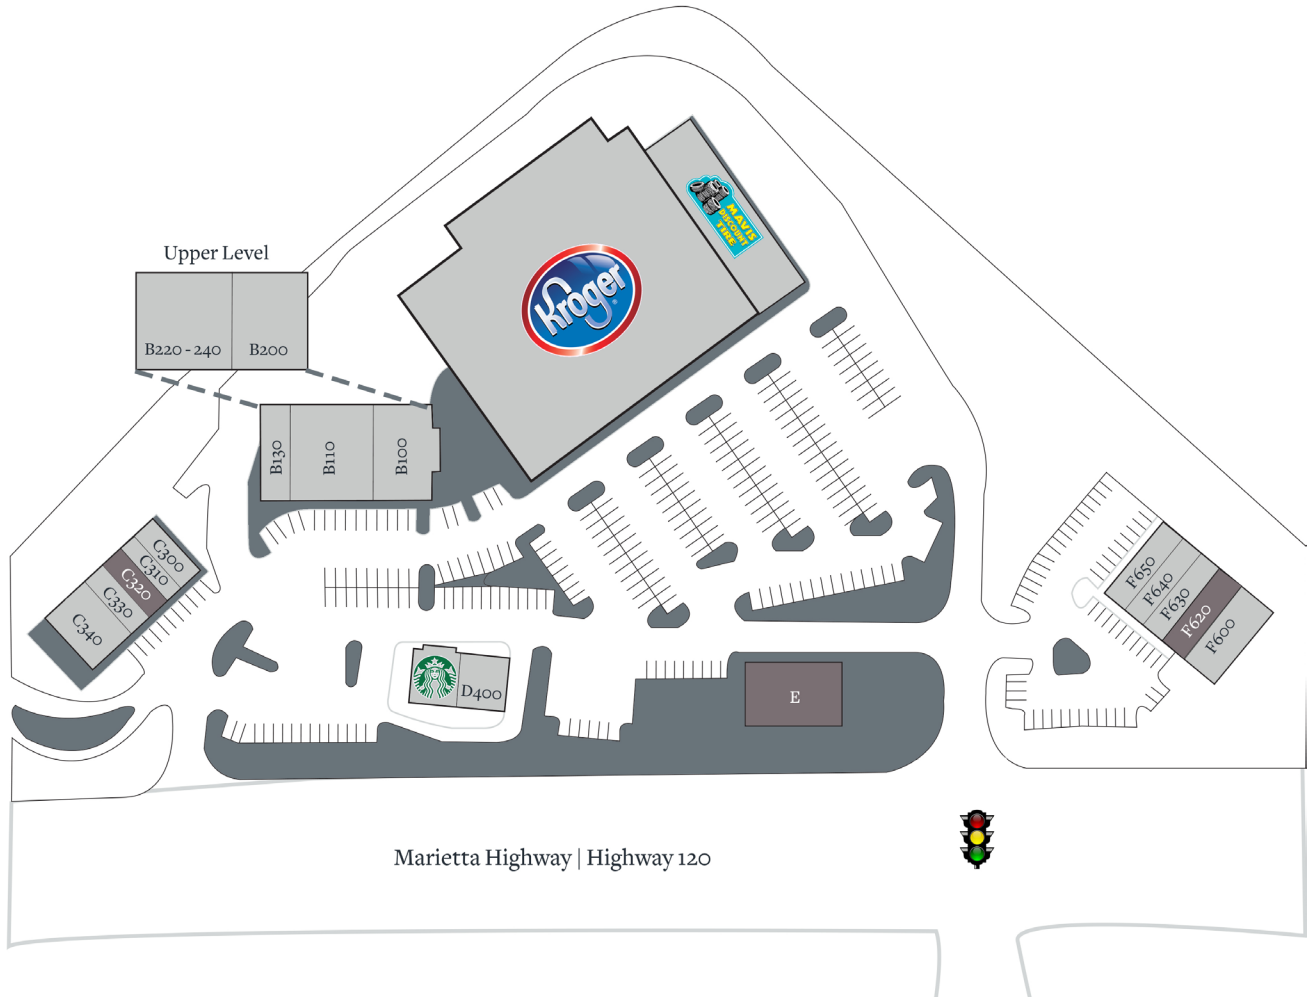 Upper Level
B220 - 240
B200
B130
B110
B100
Kroger
MAVIS
DISCOUNT
TIRE
C300
C310
C320
C330
C340
D400
E
F650
F640
F630
F620
F600
Marietta Highway | Highway 120